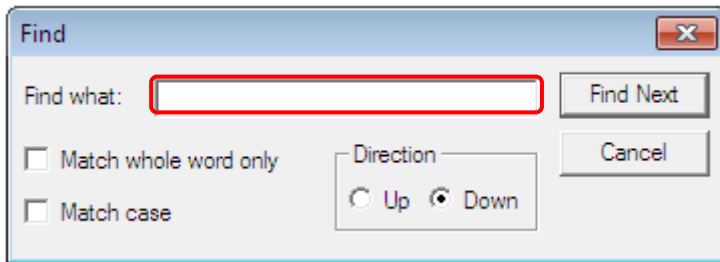 Find
Find what:
Find Next
Match whole word only
Direction
Cancel
Up
Down
Match case